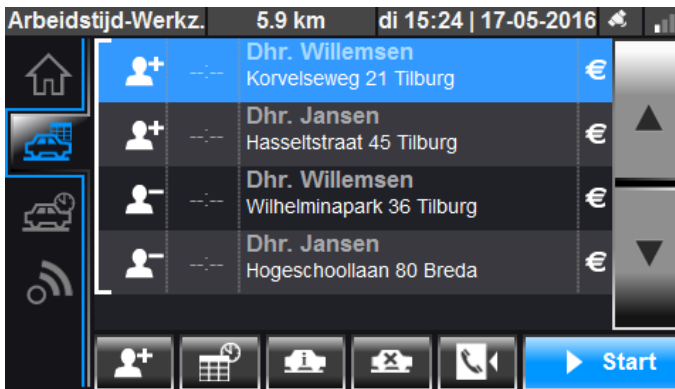 Arbeidstijd-Werkz. 5.9 km di 15:24 | 17-05-2016
--:-- Dhr. Willemsen €
Korvelseweg 21 Tilburg
--:-- Dhr. Jansen €
Hasseltstraat 45 Tilburg
--:-- Dhr. Willemsen €
Wilhelminapark 36 Tilburg
--:-- Dhr. Jansen €
Hogeschoollaan 80 Breda
Start